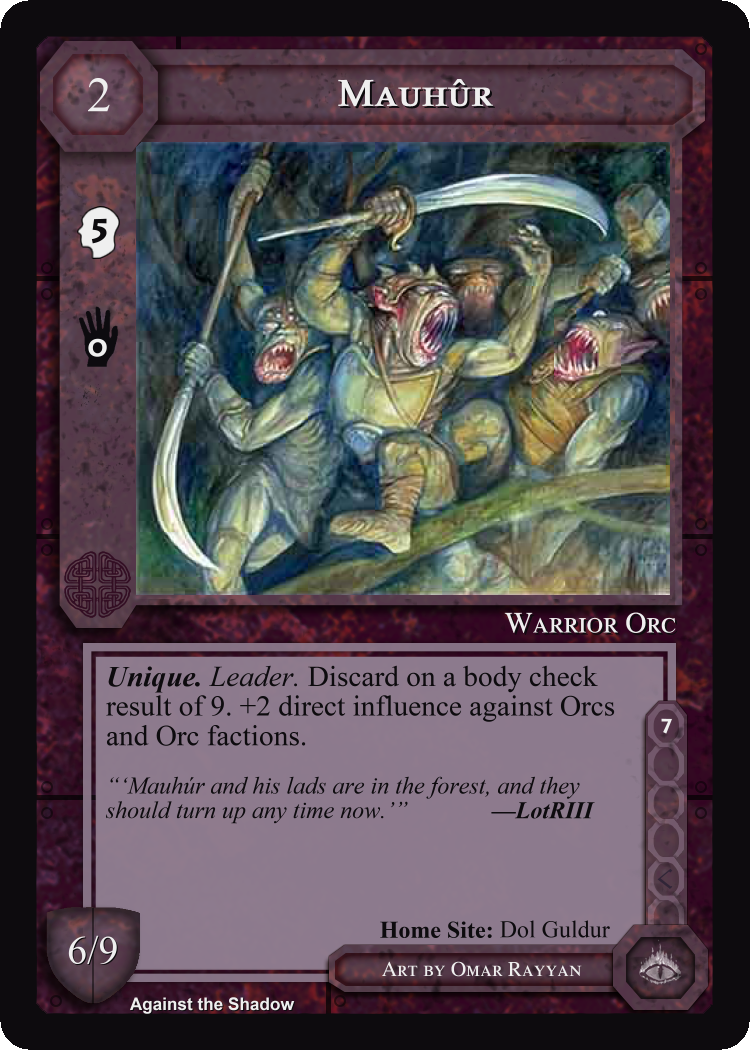 2
MAUHÛR
5
0
WARRIOR ORC
Unique. Leader. Discard on a body check
result of 9. +2 direct influence against Orcs
and Orc factions.
7
“‘Mauhúr and his lads are in the forest, and they
should turn up any time now.’” —LotRIII
Home Site: Dol Guldur
6/9
ART BY OMAR RAYYAN
Against the Shadow